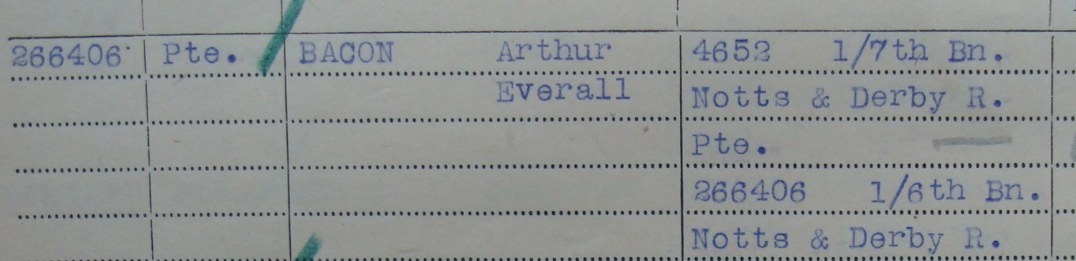 266406 Pte. BACON Arthur 4652 1/7th Bn.
Everall Notts & Derby R.
Pte.
266406 1/6th Bn.
Notts & Derby R.